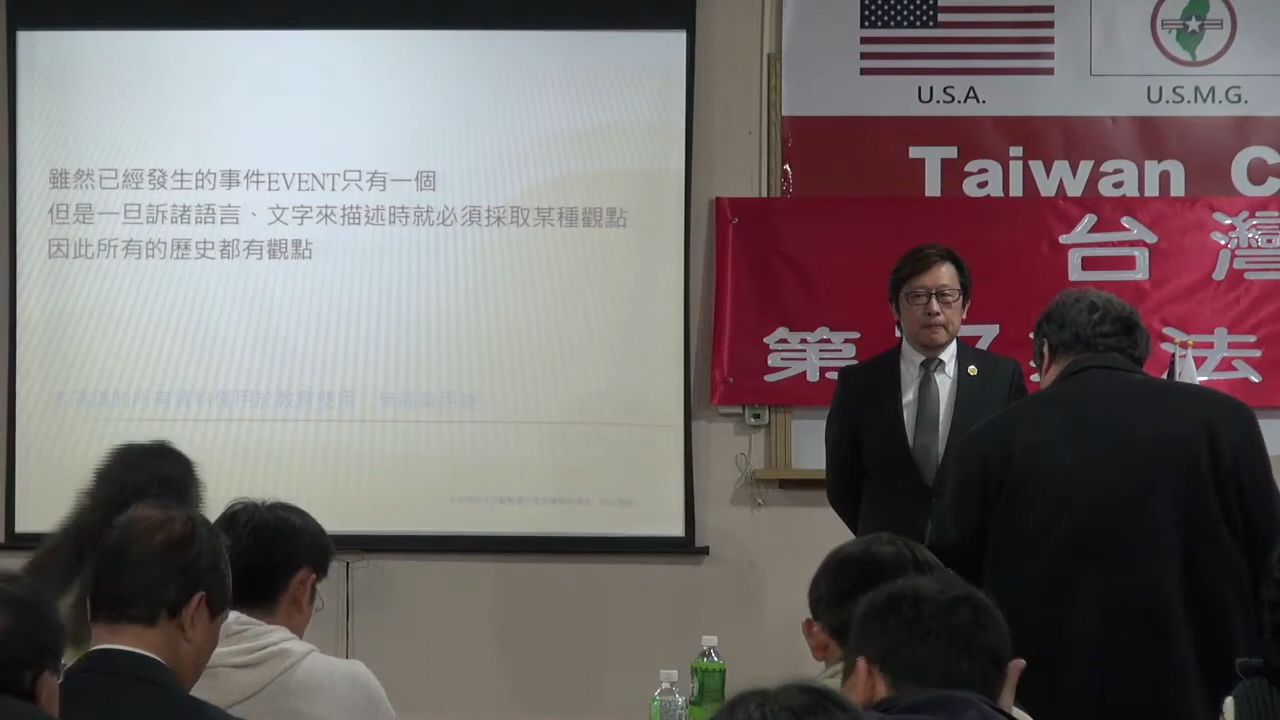 雖然已經發生的事件EVENT只有一個
但是一旦訴諸語言、文字來描述時就必須採取某種觀點
因此所有的歷史都有觀點
U.S.A.
U.S.M.G.
Taiwan C
台灣
第
法